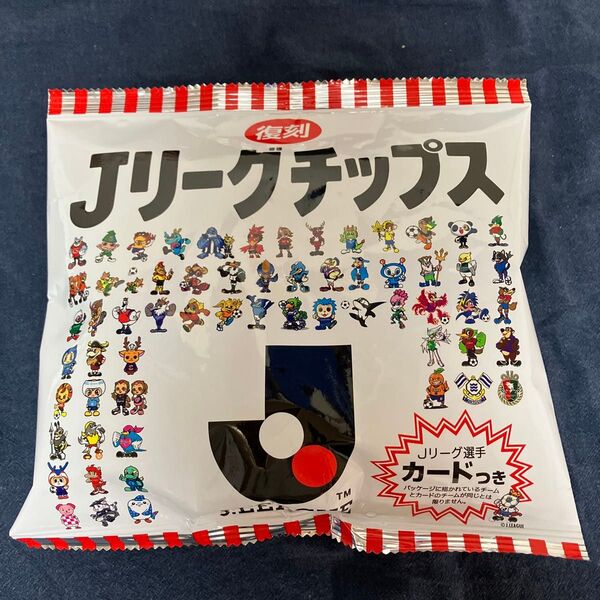 復刻
Jリーグチップス
J.LEAGUE
TM
Jリーグ選手
カードつき
パッケージに描かれているチーム
とカードのチームが同じとは
限りません。
© J.LEAGUE